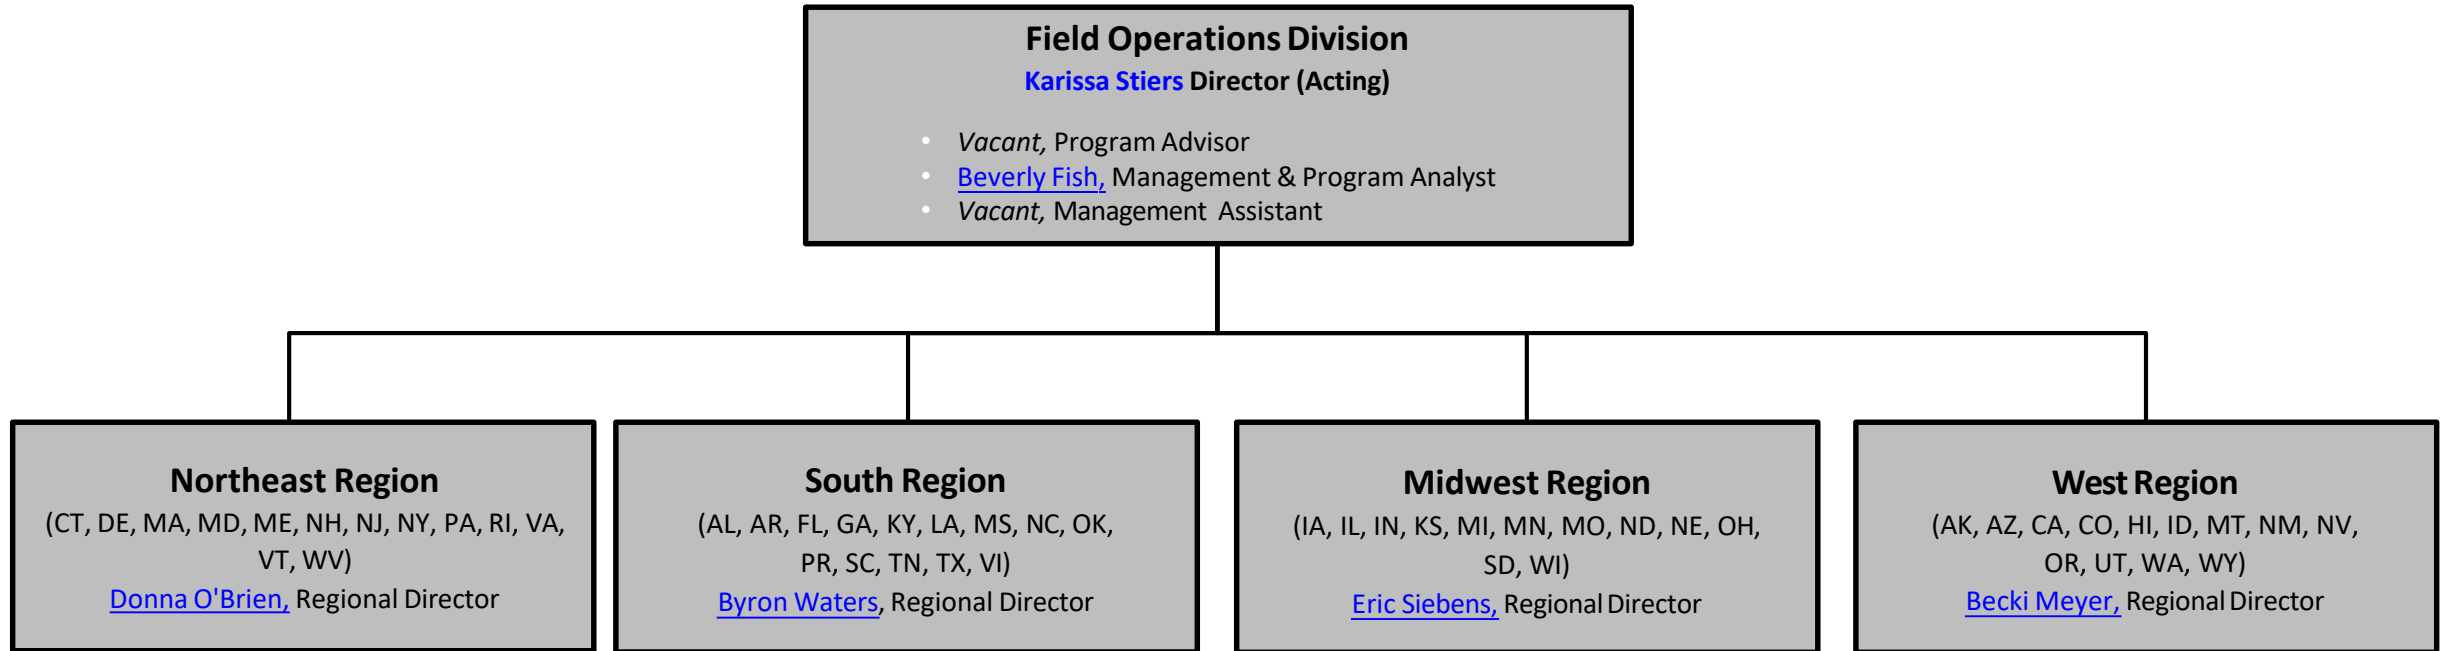 Field Operations Division
Karissa Stiers Director (Acting)
• Vacant, Program Advisor
• Beverly Fish, Management & Program Analyst
• Vacant, Management Assistant
Northeast Region
(CT, DE, MA, MD, ME, NH, NJ, NY, PA, RI, VA,
VT, WV)
Donna O'Brien, Regional Director
South Region
(AL, AR, FL, GA, KY, LA, MS, NC, OK,
PR, SC, TN, TX, VI)
Byron Waters, Regional Director
Midwest Region
(IA, IL, IN, KS, MI, MN, MO, ND, NE, OH,
SD, WI)
Eric Siebens, Regional Director
West Region
(AK, AZ, CA, CO, HI, ID, MT, NM, NV,
OR, UT, WA, WY)
Becki Meyer, Regional Director